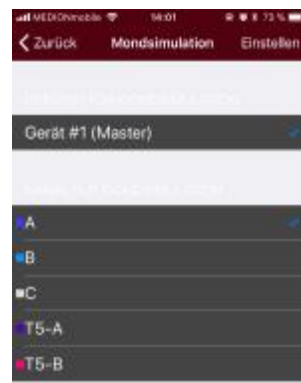 MEDIONmobile 14:01 73 %
Zurück Mondsimulation Einstellen
Gerät #1 (Master)
A
B
C
T5-A
T5-B